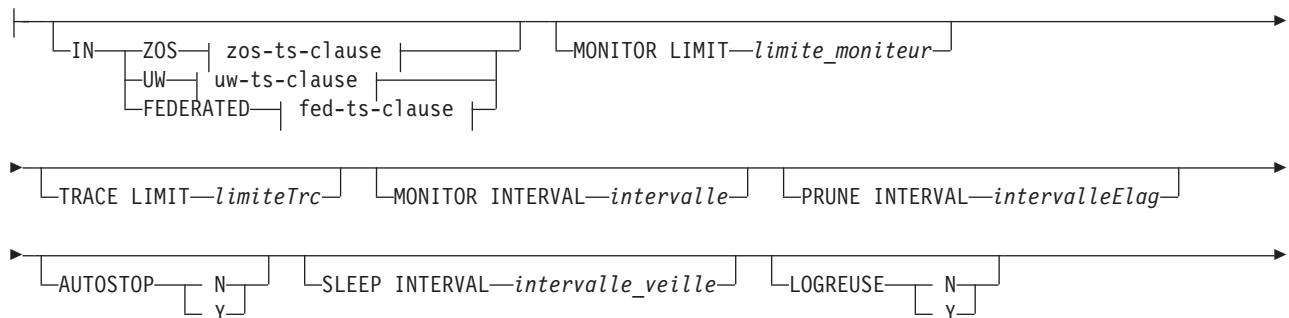 IN ZOS zos-ts-clause MONITOR LIMIT limite_moniteur
UW uw-ts-clause
FEDERATED fed-ts-clause
TRACE LIMIT limiteTrc MONITOR INTERVAL intervalle PRUNE INTERVAL intervalleElag
AUTOSTOP N SLEEP INTERVAL intervalle_veille LOGREUSE N
Y Y